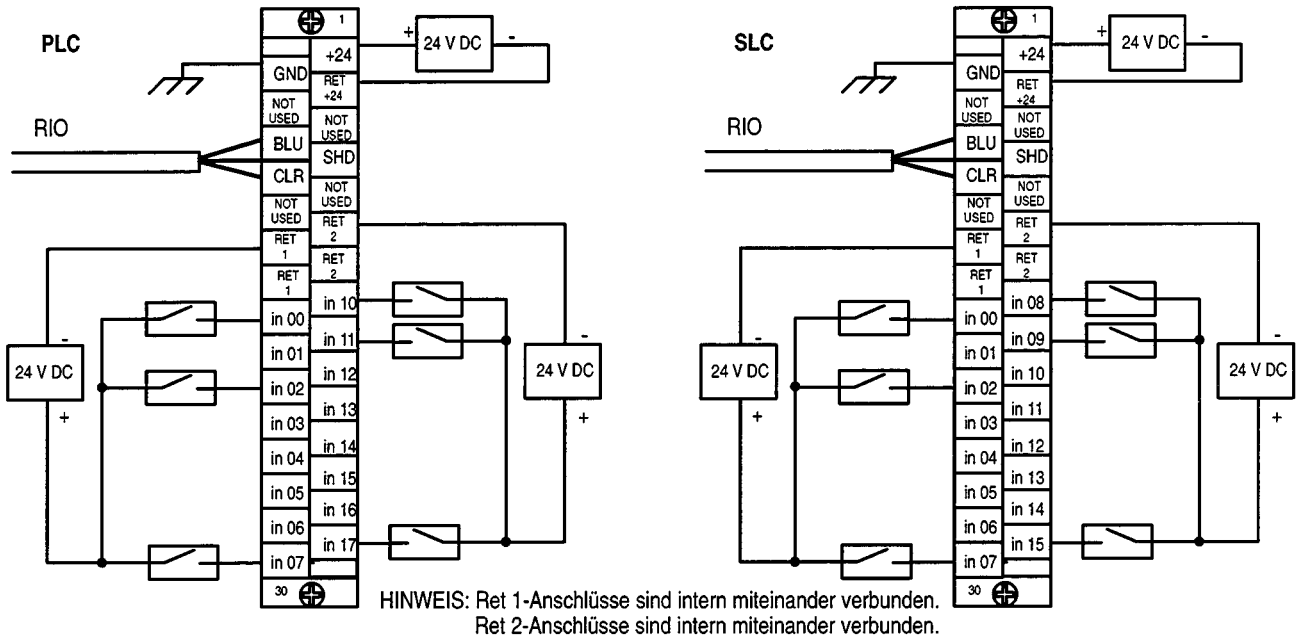 PLC
1
+24
+
24 V DC
-
GND
RET
+24
NOT
USED
NOT
USED
RIO
BLU
SHD
CLR
NOT
USED
NOT
USED
RET
2
RET
1
RET
2
RET
1
in 10
in 00
in 11
in 01
in 12
in 02
in 13
in 03
in 14
in 04
in 15
in 05
in 16
in 06
in 17
in 07
30
-
24 V DC
+
-
24 V DC
+
SLC
1
+24
+
24 V DC
-
GND
RET
+24
NOT
USED
NOT
USED
RIO
BLU
SHD
CLR
NOT
USED
NOT
USED
RET
2
RET
1
RET
2
RET
1
in 08
in 00
in 09
in 01
in 10
in 02
in 11
in 03
in 12
in 04
in 13
in 05
in 14
in 06
in 15
in 07
30
-
24 V DC
+
-
24 V DC
+
HINWEIS: Ret 1-Anschlüsse sind intern miteinander verbunden.
Ret 2-Anschlüsse sind intern miteinander verbunden.